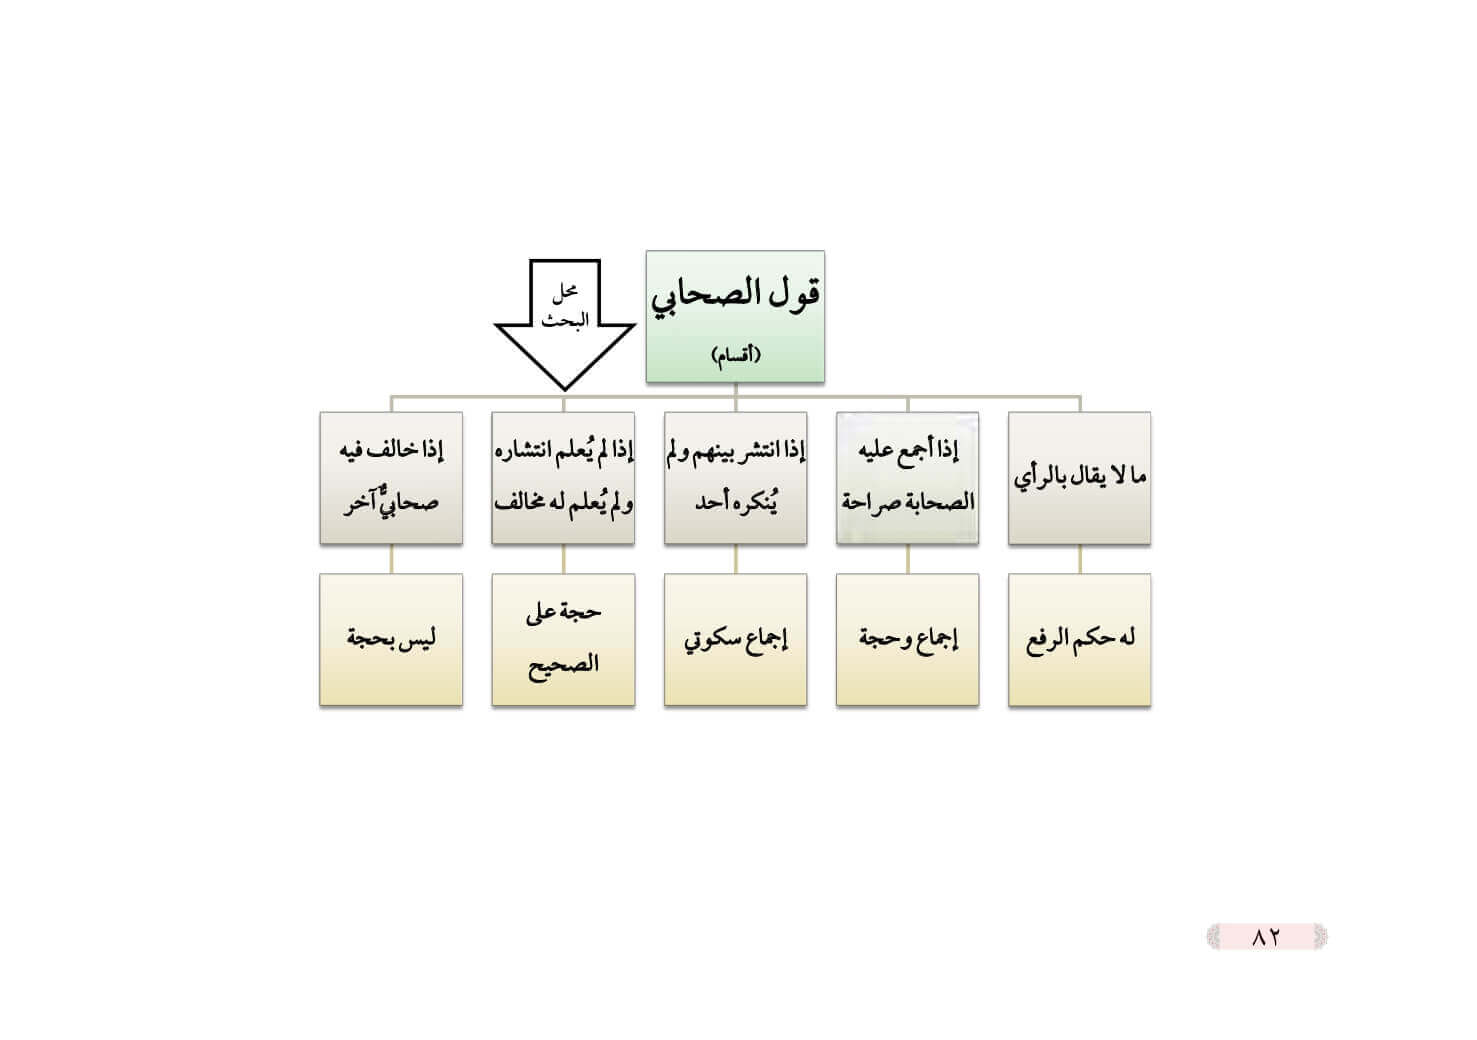 قول الصحابي
(أقسام)
محل
البحث
ما لا يقال بالرأي
إذا أجمع عليه
الصحابة صراحة
إذا انتشر بينهم ولم
يُنكره أحد
إذا لم يُعلم انتشاره
ولم يُعلم له مخالف
إذا خالف فيه
صحابيٌّ آخر
له حكم الرفع
إجماع وحجة
إجماع سكوتي
حجة على
الصحيح
ليس بحجة
٨٢